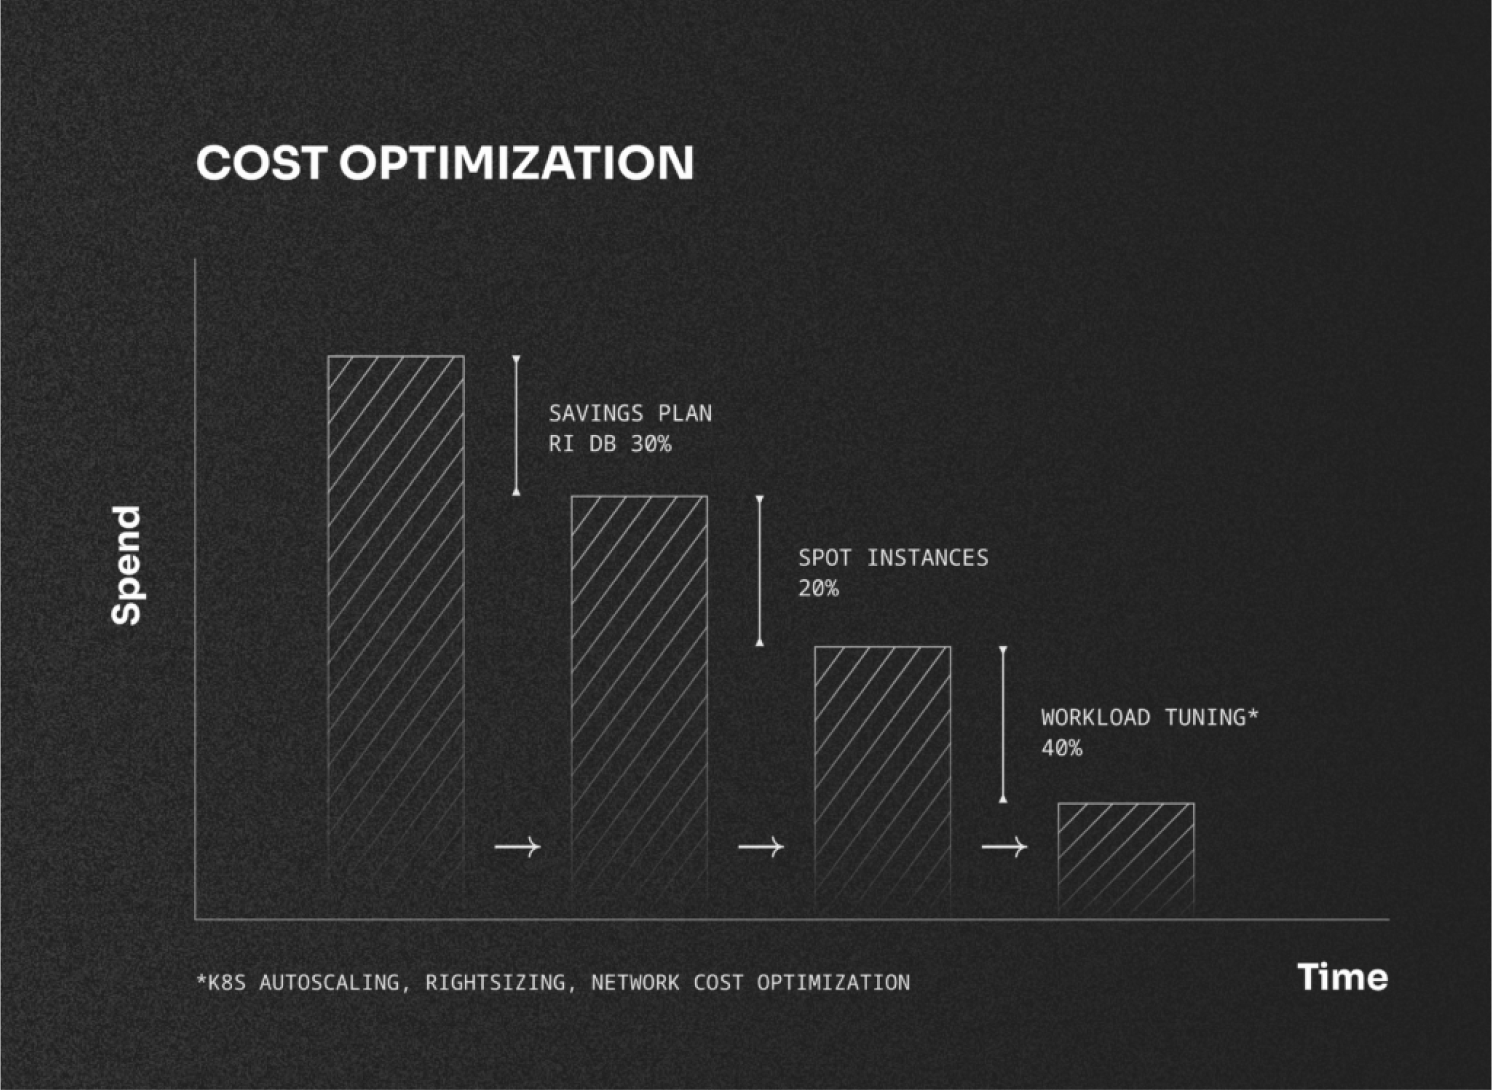 COST OPTIMIZATION
Spend
SAVINGS PLAN
RI DB 30%
SPOT INSTANCES
20%
WORKLOAD TUNING*
40%
*K8S AUTOSCALING, RIGHTSIZING, NETWORK COST OPTIMIZATION
Time